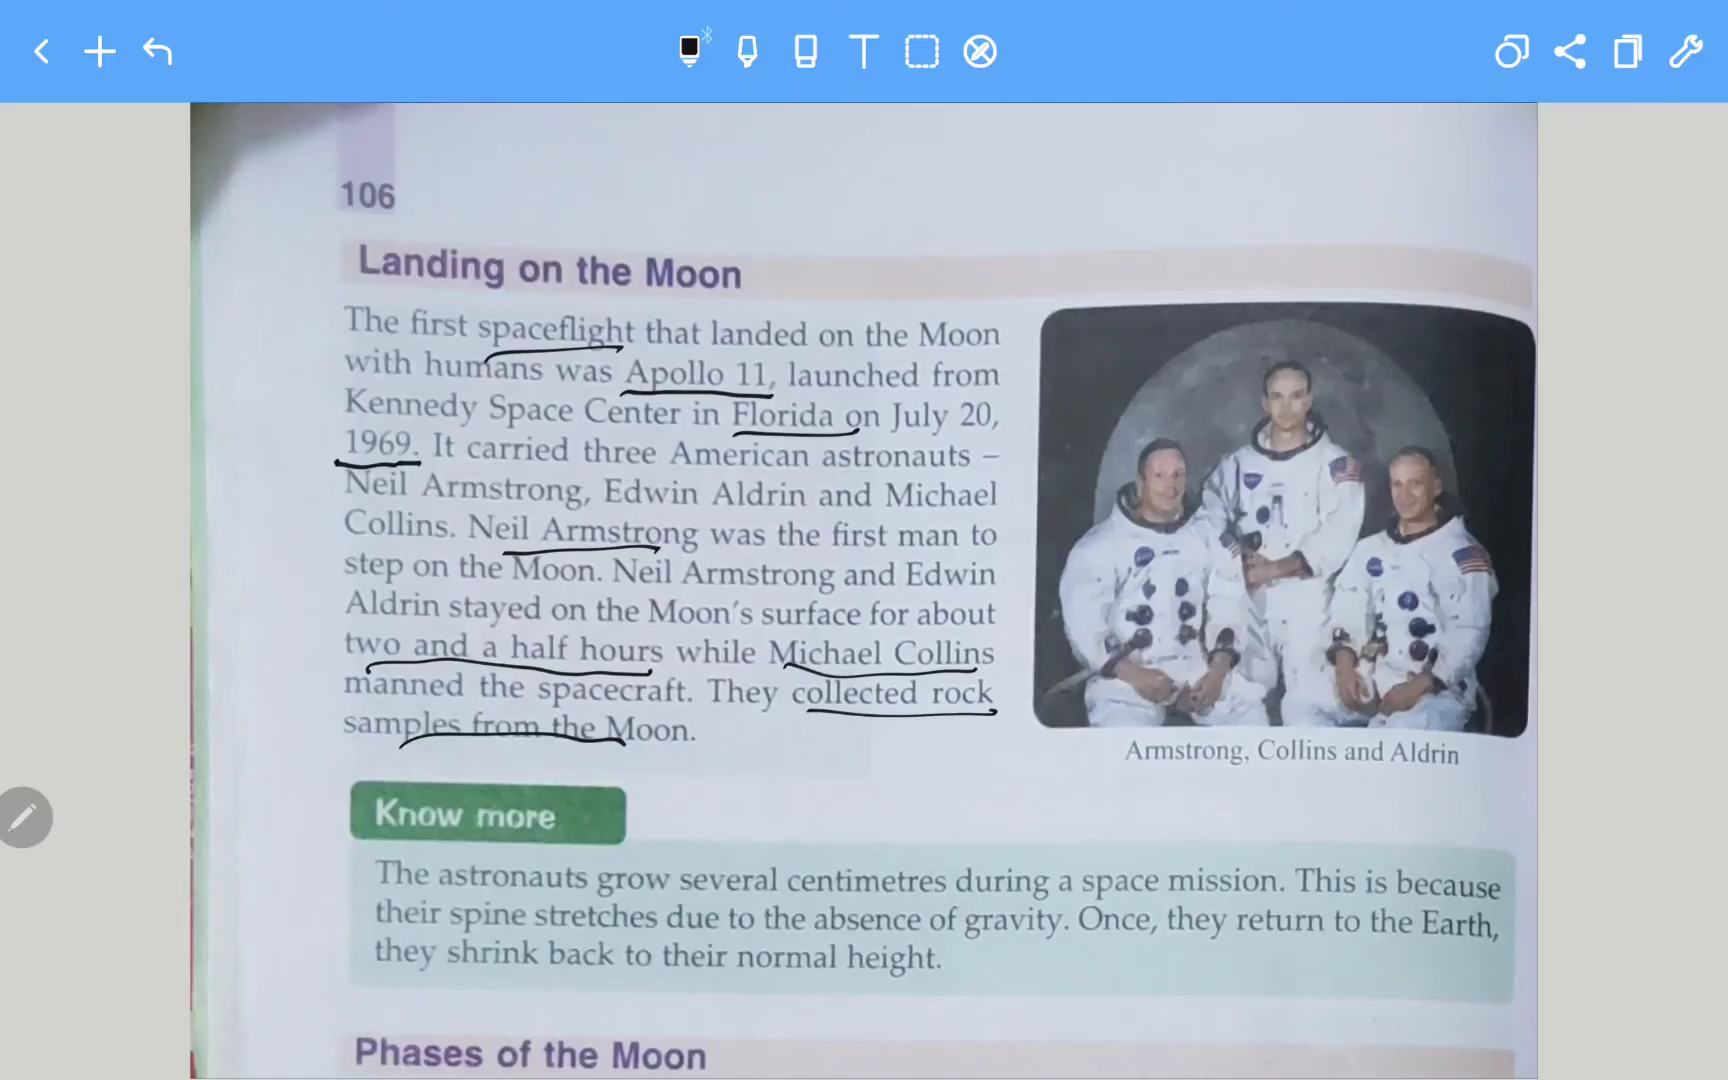 106
Landing on the Moon
The first spaceflight that landed on the Moon
with humans was Apollo 11, launched from
Kennedy Space Center in Florida on July 20,
1969. It carried three American astronauts –
Neil Armstrong, Edwin Aldrin and Michael
Collins. Neil Armstrong was the first man to
step on the Moon. Neil Armstrong and Edwin
Aldrin stayed on the Moon's surface for about
two and a half hours while Michael Collins
manned the spacecraft. They collected rock
samples from the Moon.
Armstrong, Collins and Aldrin
Know more
The astronauts grow several centimetres during a space mission. This is because
their spine stretches due to the absence of gravity. Once, they return to the Earth,
they shrink back to their normal height.
Phases of the Moon